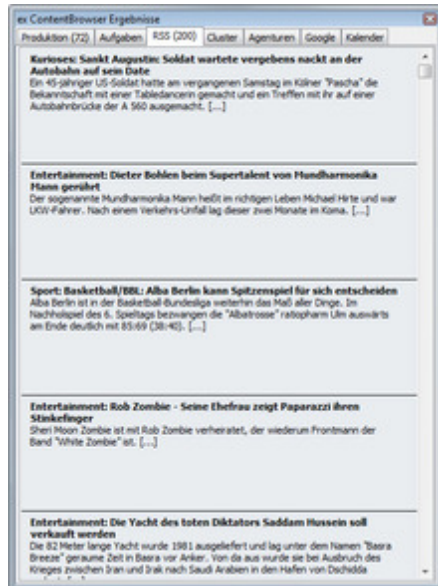 ex ContentBrowser Ergebnisse
Produktion (72) Aufgaben RSS (200) Cluster Agenturen Google Kalender
Kurioses: Sankt Augustin: Soldat wartete vergebens nackt an der
Autobahn auf sein Date
Ein 45-jähriger US-Soldat hatte am vergangenen Samstag im Kölner "Pascha" die
Bekanntschaft mit einer Tabledancerin gemacht und ein Treffen mit ihr auf einer
Autobahnbrücke der A 560 ausgemacht. [...]
Entertainment: Dieter Bohlen beim Supertalent von Mundharmonika
Mann gerührt
Der sogenannte Mundharmonika Mann heißt im richtigen Leben Michael Hirte und war
LKW-Fahrer. Nach einem Verkehrs-Unfall lag dieser zwei Monate im Koma. [...]
Sport: Basketball/BBL: Alba Berlin kann Spitzenspiel für sich entscheiden
Alba Berlin ist in der Basketball-Bundesliga weiterhin das Maß aller Dinge. Im
Nachholspiel des 6. Spieltags bezwangen die "Albatrosse" ratiopharm Ulm auswärts
am Ende deutlich mit 85:69 (38:40). [...]
Entertainment: Rob Zombie - Seine Ehefrau zeigt Paparazzi ihren
Stinkefinger
Sheri Moon Zombie ist mit Rob Zombie verheiratet, der wiederum Frontmann der
Band "White Zombie" ist. [...]
Entertainment: Die Yacht des toten Diktators Saddam Hussein soll
verkauft werden
Die 82 Meter lange Yacht wurde 1981 ausgeliefert und lag unter dem Namen "Basra
Breeze" geraume Zeit in Basra vor Anker. Von da aus wurde sie bei Ausbruch des
Krieges zwischen Iran und Irak nach Saudi Arabien in den Hafen von Dschidda